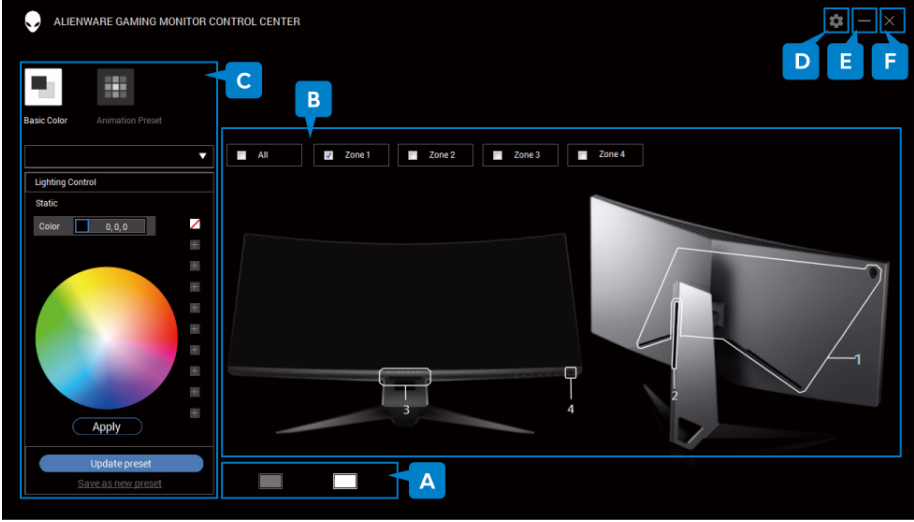 ALIENWARE GAMING MONITOR CONTROL CENTER
D E F
C
B
Basic Color Animation Preset
All Zone 1 Zone 2 Zone 3 Zone 4
Lighting Control
Static
Color 0, 0, 0
1
2
3 4
Apply
Update preset
Save as new preset
A